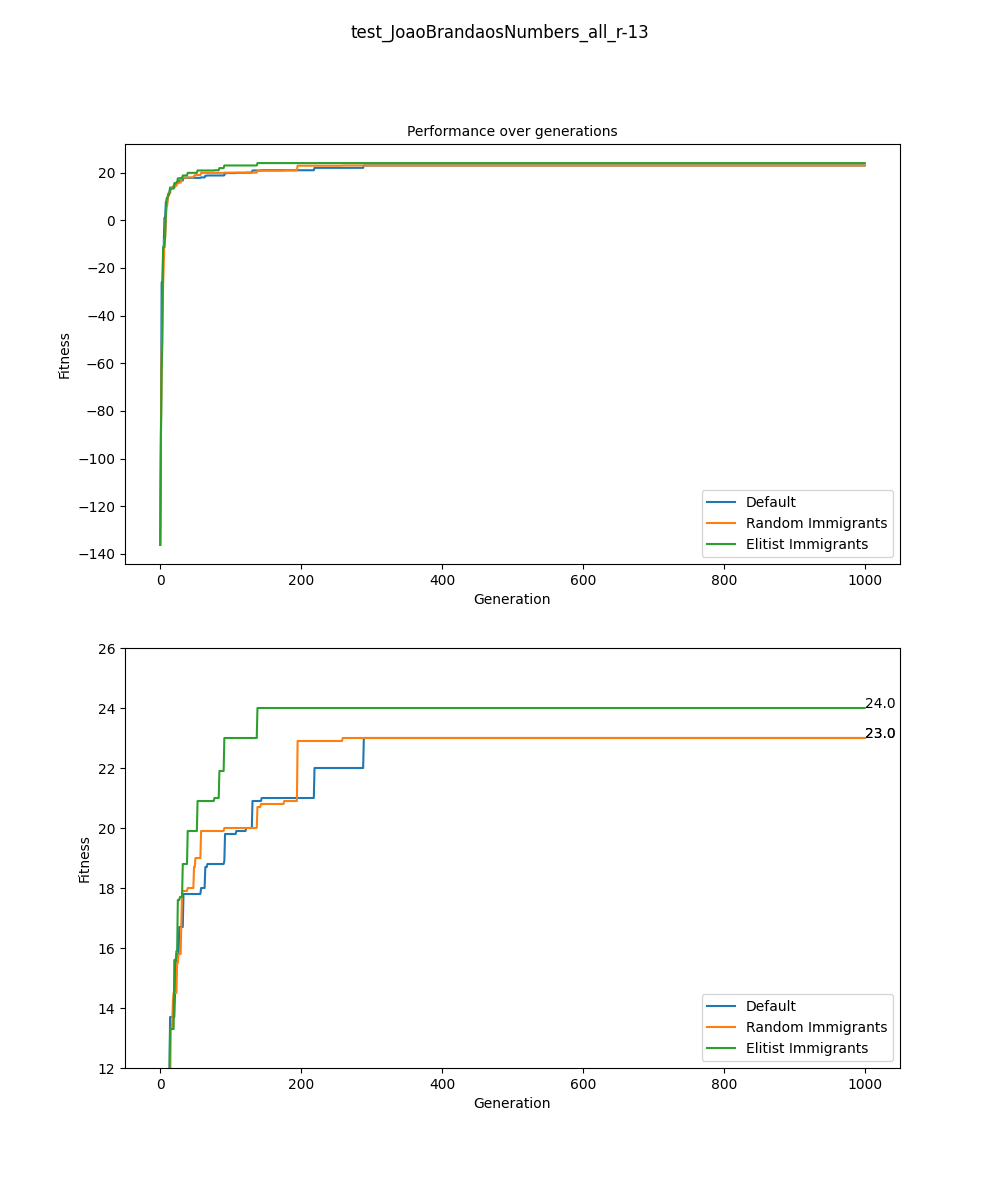 test_JoaoBrandaosNumbers_all_r-13
Performance over generations
20
0
−20
−40
−60
−80
−100
−120
−140
Fitness
Default
Random Immigrants
Elitist Immigrants
0 200 400 600 800 1000
Generation
26
24
22
20
18
16
14
12
Fitness
24.0
23.0
Default
Random Immigrants
Elitist Immigrants
0 200 400 600 800 1000
Generation